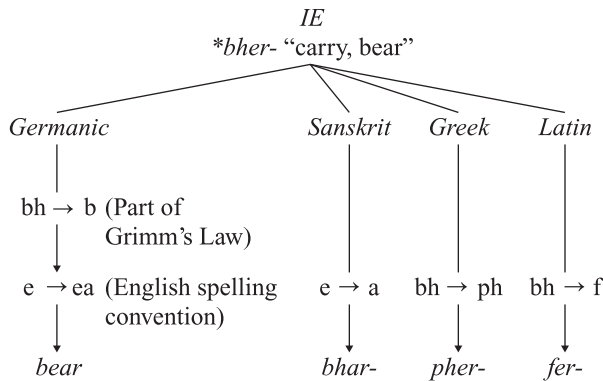 IE
*bher- “carry, bear”
Germanic Sanskrit Greek Latin
bh → b (Part of
Grimm’s Law)
e → ea (English spelling
convention)
e → a bh → ph bh → f
bear bhar- pher- fer-